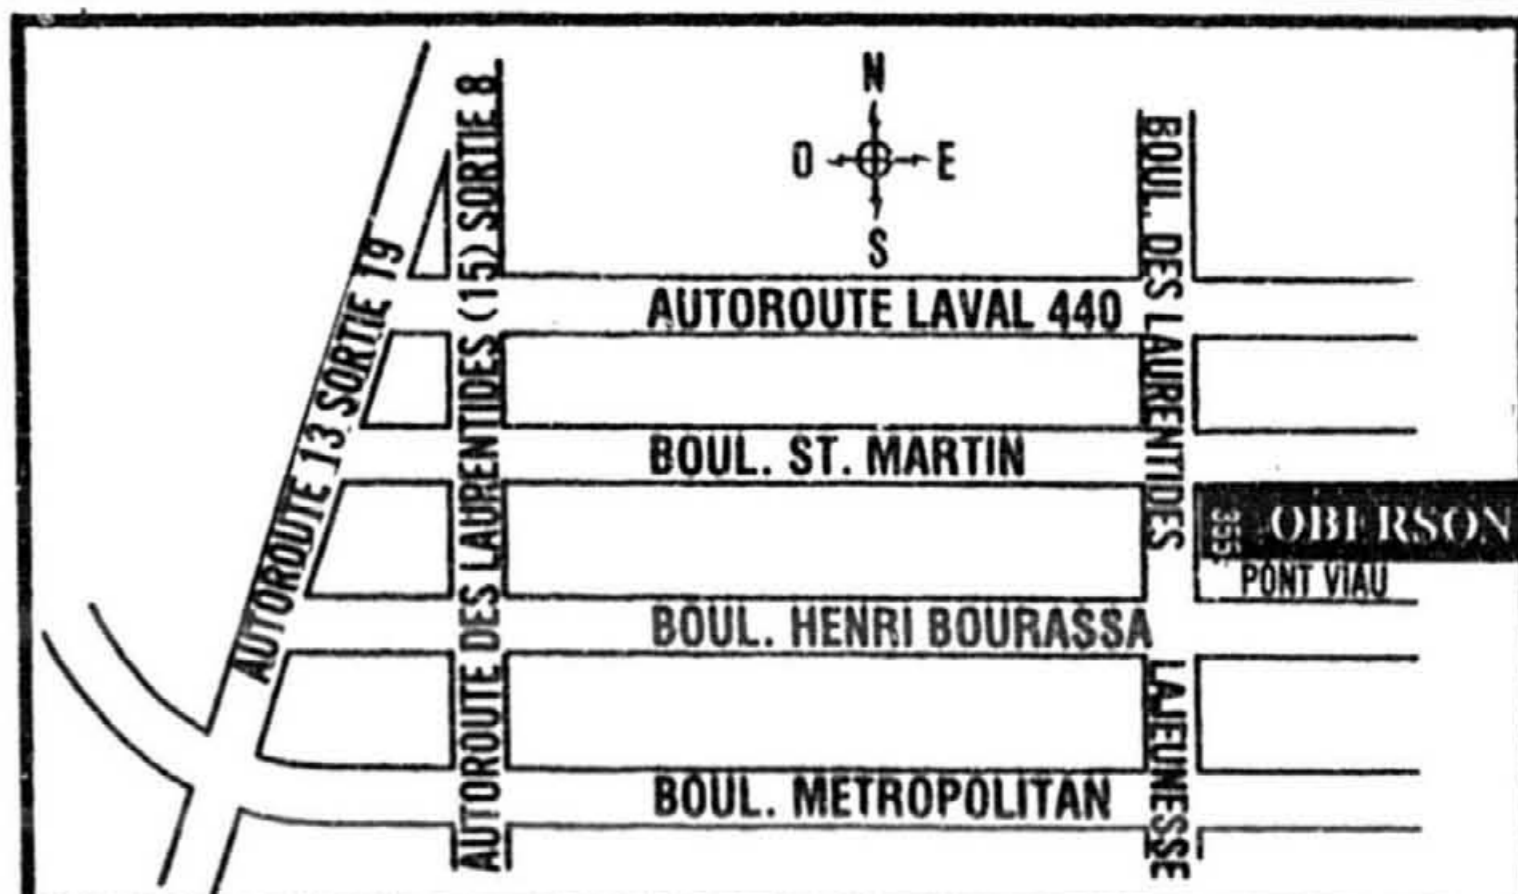 N
O E
S
AUTOROUTE 13 SORTIE 19
AUTOROUTE DES LAURENTIDES (15) SORTIE 8
BOUL. DES LAURENTIDES
AUTOROUTE LAVAL 440
BOUL. ST. MARTIN
355 OBERSON
PONT VIAU
BOUL. HENRI BOURASSA
LAJEUNESSE
BOUL. METROPOLITAN